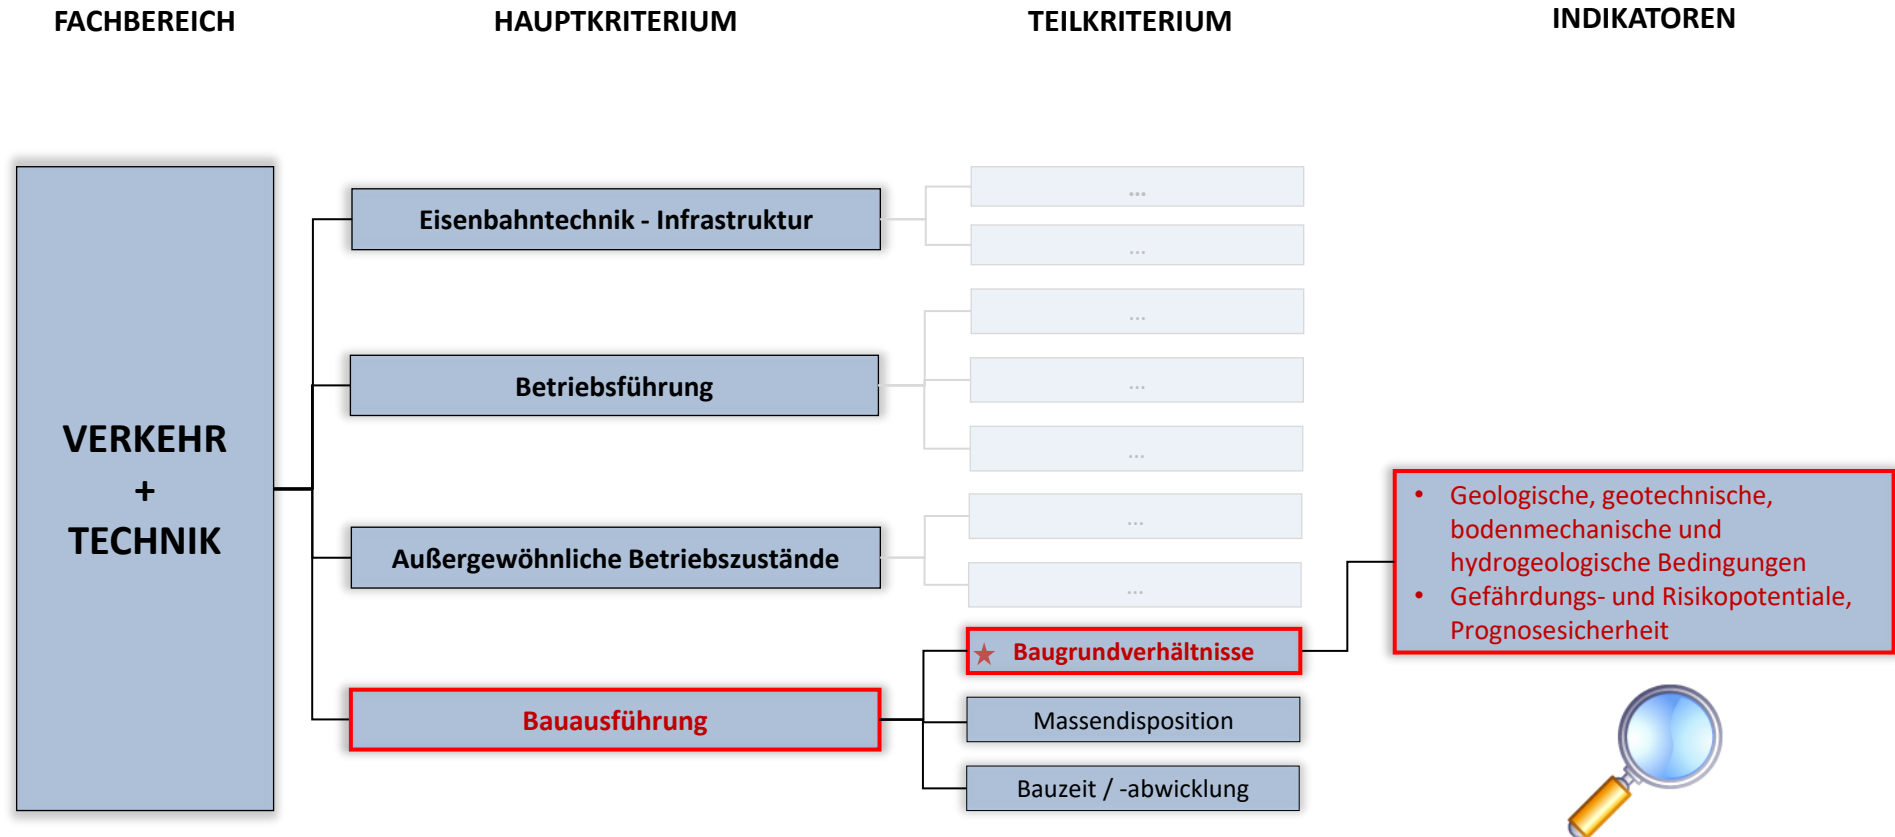 FACHBEREICH
HAUPTKRITERIUM
TEILKRITERIUM
INDIKATOREN
VERKEHR
+
TECHNIK
Eisenbahntechnik - Infrastruktur
...
...
Betriebsführung
...
...
...
Außergewöhnliche Betriebszustände
...
...
Bauausführung
Baugrundverhältnisse
Massendisposition
Bauzeit / -abwicklung
• Geologische, geotechnische,
bodenmechanische und
hydrogeologische Bedingungen
• Gefährdungs- und Risikopotentiale,
Prognosesicherheit